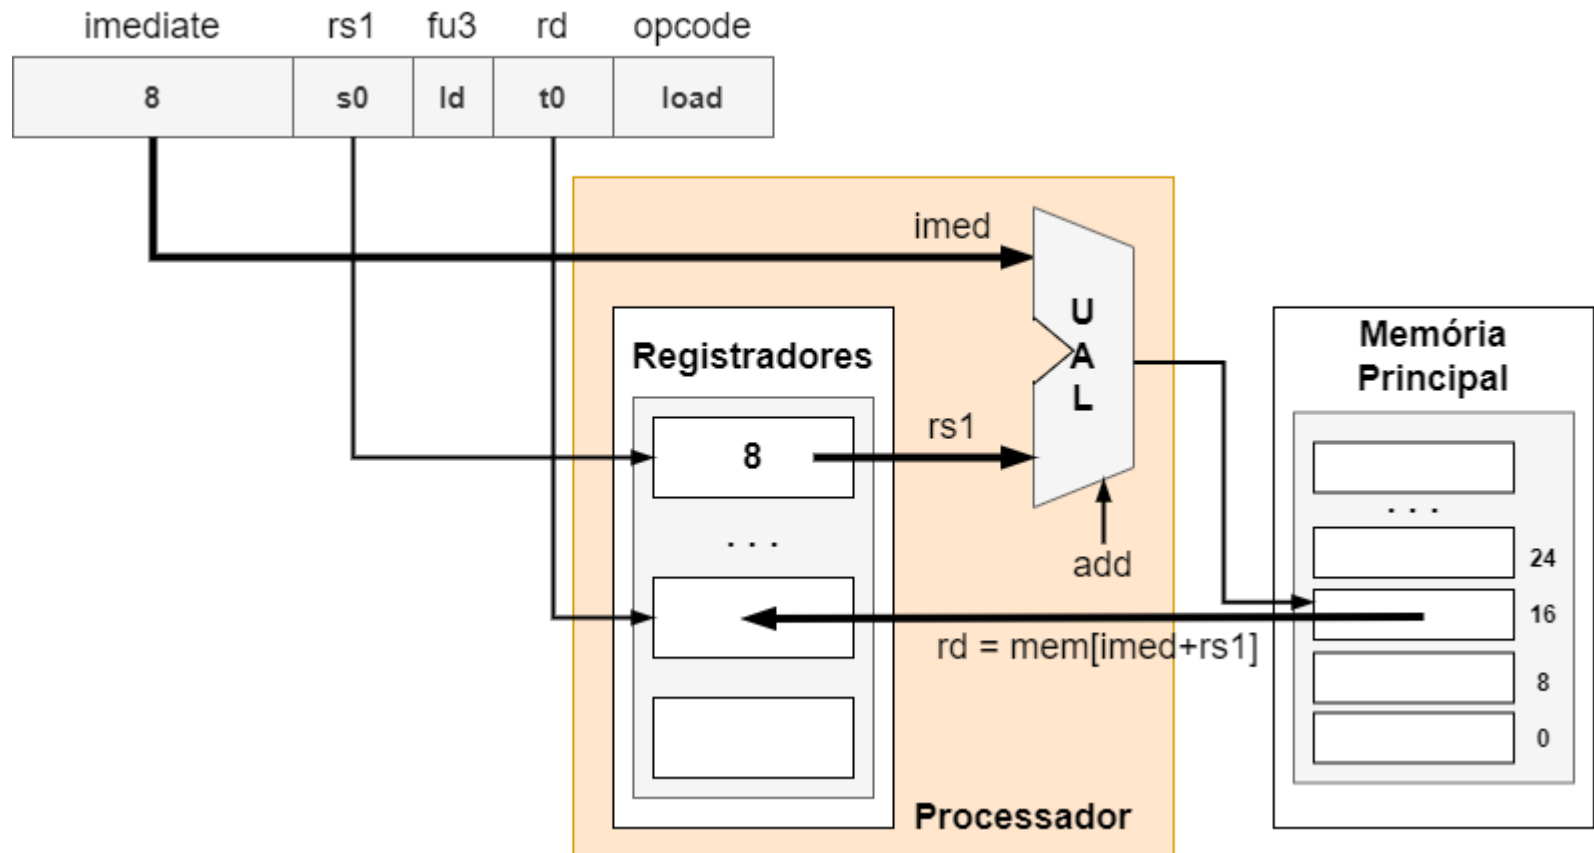 imediate rs1 fu3 rd opcode
8 s0 ld t0 load
imed
U
A
L
Registradores
Memória
Principal
rs1
8
. . .
. . .
add
24
16
rd = mem[imed+rs1]
8
0
Processador